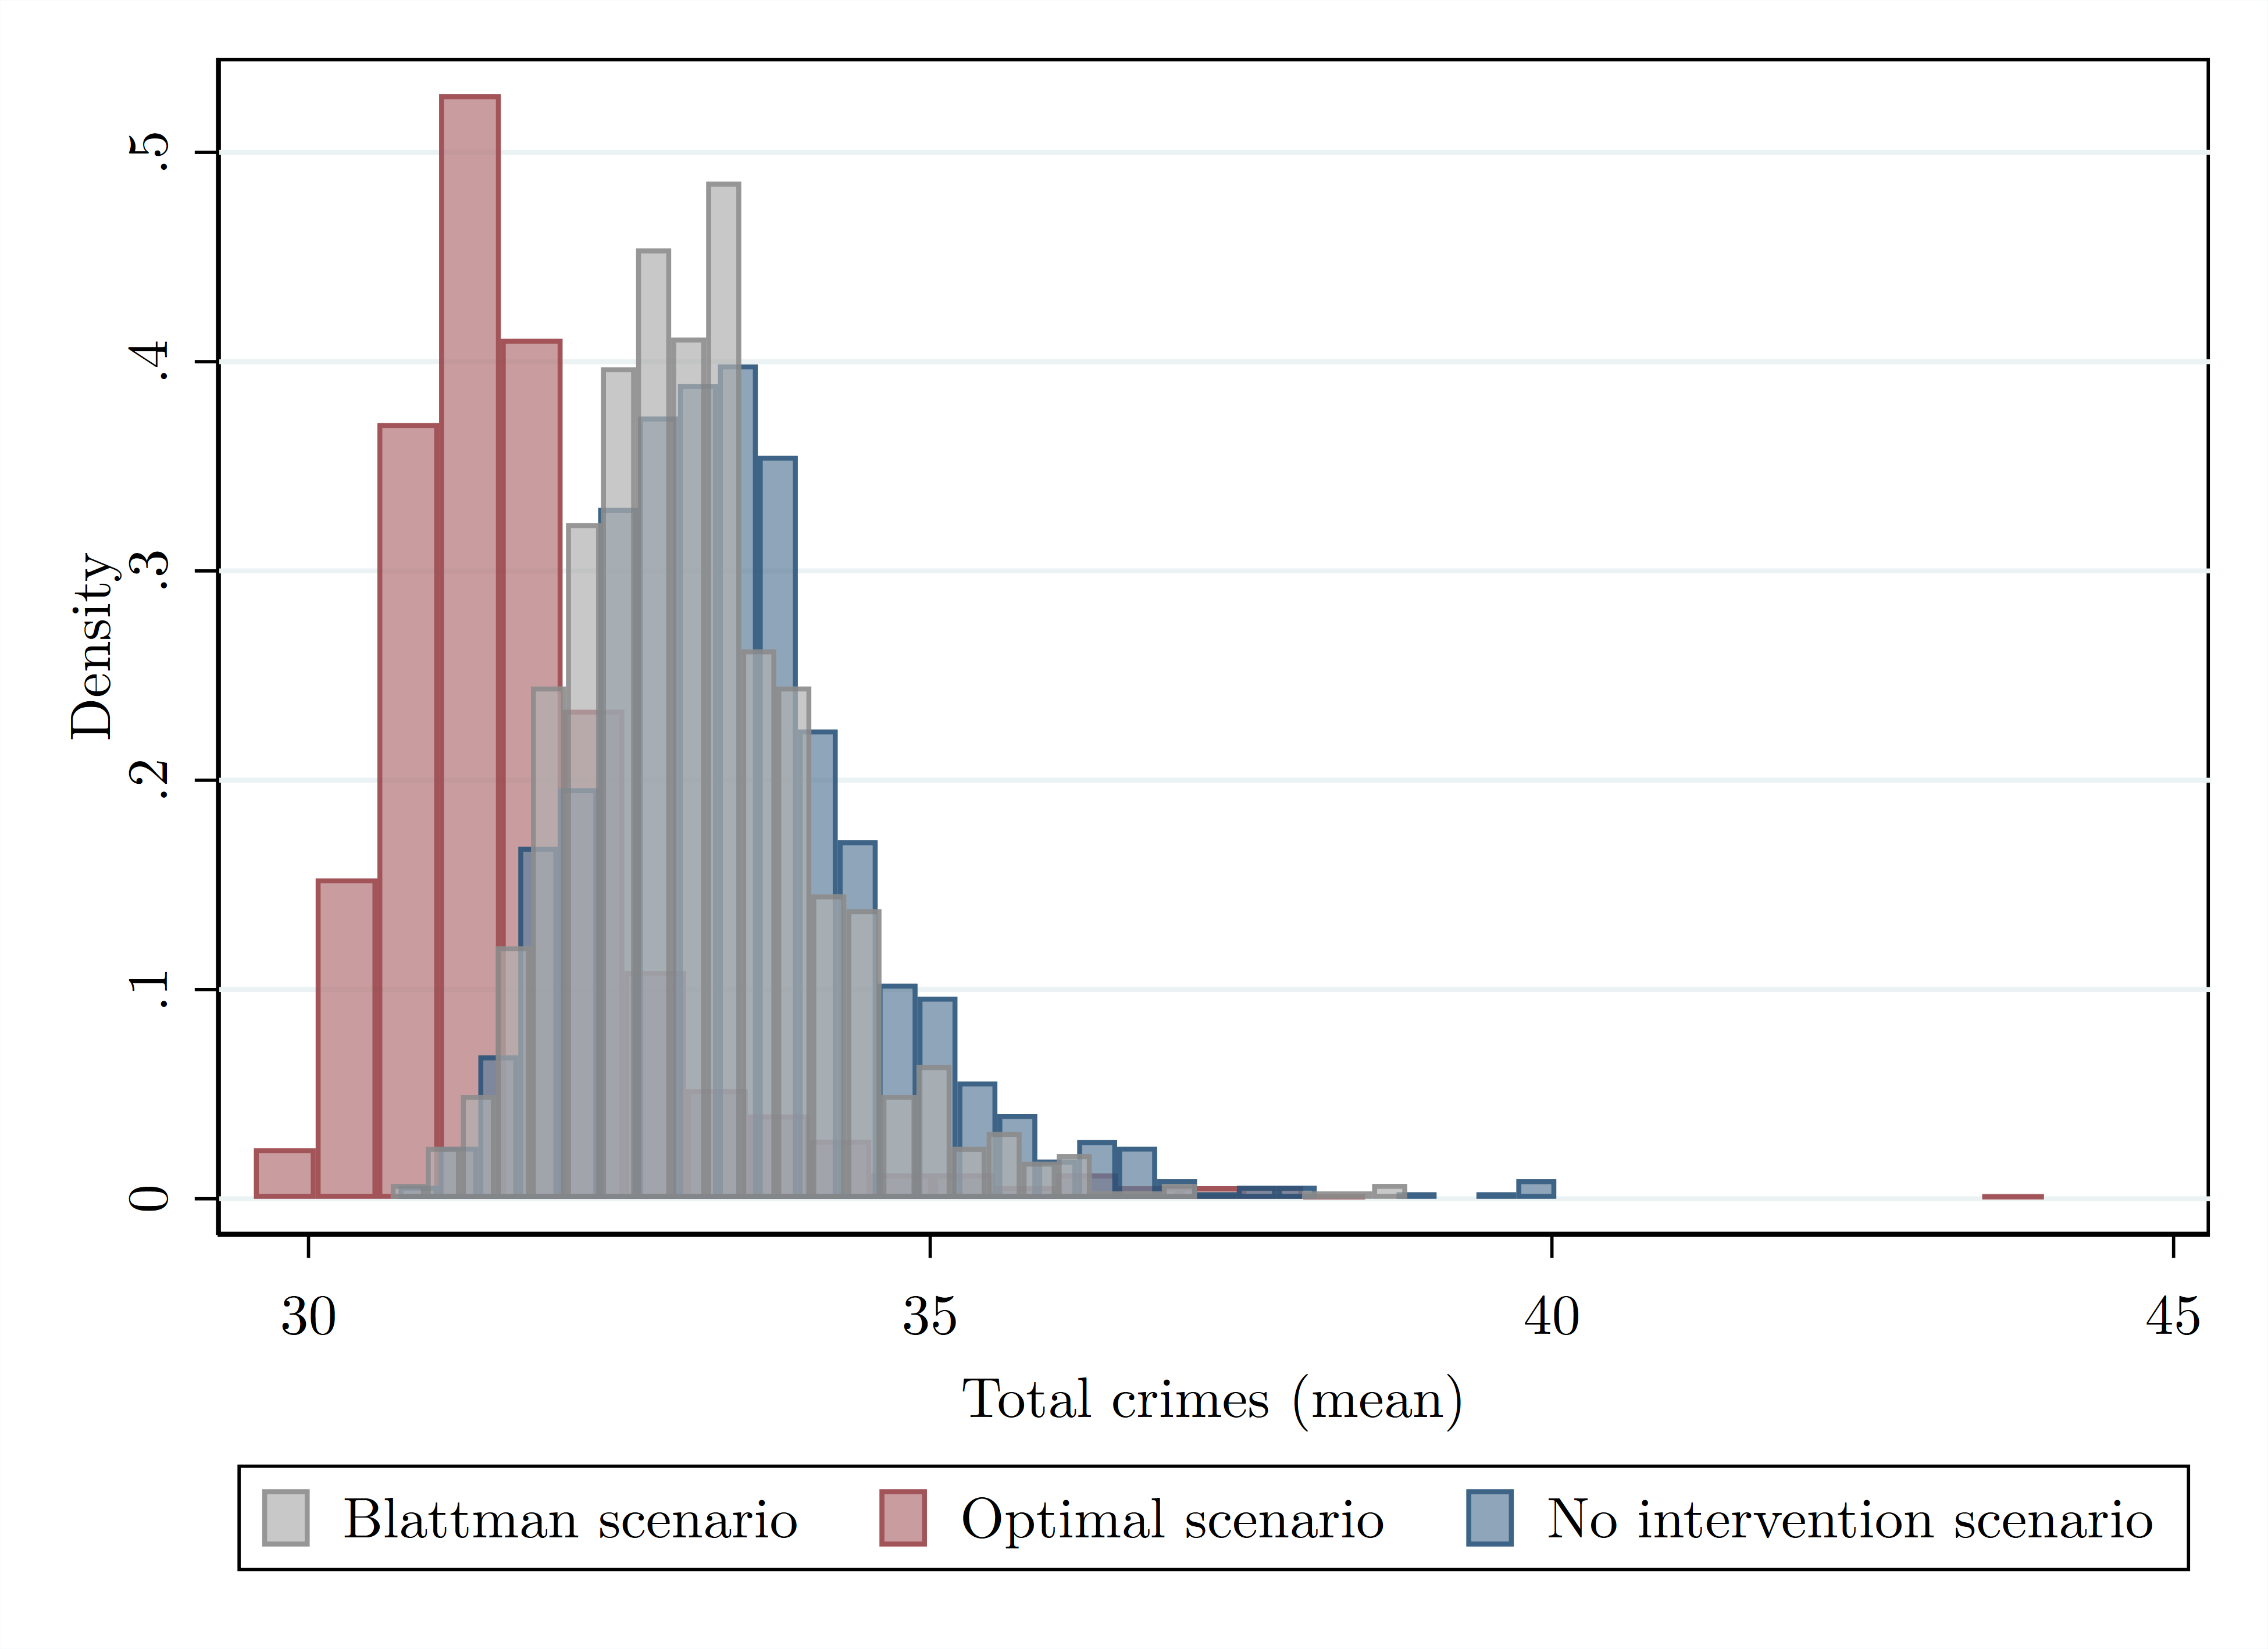 Density
.5
.4
.3
.2
.1
0
30 35 40 45
Total crimes (mean)
Blattman scenario Optimal scenario No intervention scenario